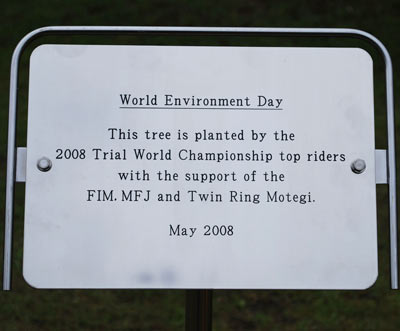 World Environment Day
This tree is planted by the
2008 Trial World Championship top riders
with the support of the
FIM. MFJ and Twin Ring Motegi.
May 2008